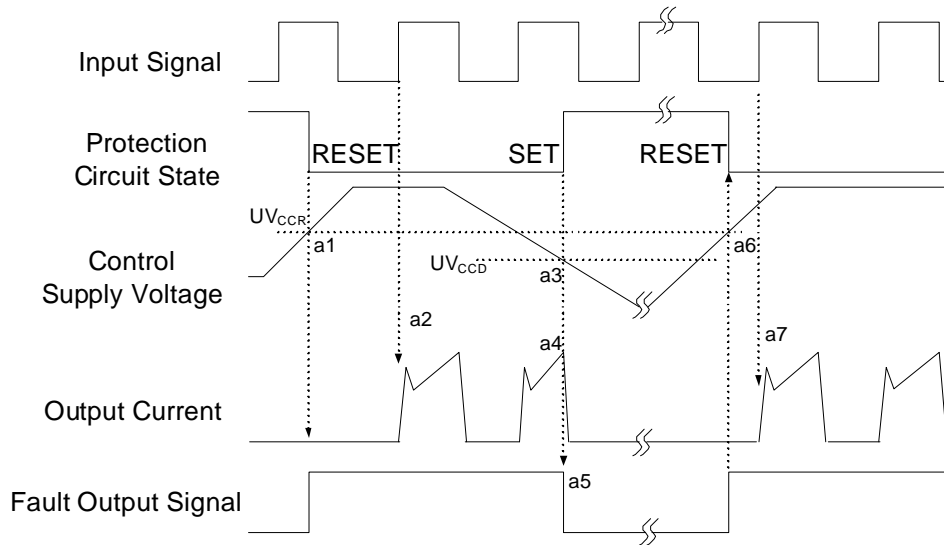 Input Signal
Protection
Circuit State
RESET
SET
RESET
UVCCR
a1
a6
Control
Supply Voltage
UVCCD
a3
a2
a4
a7
Output Current
a5
Fault Output Signal